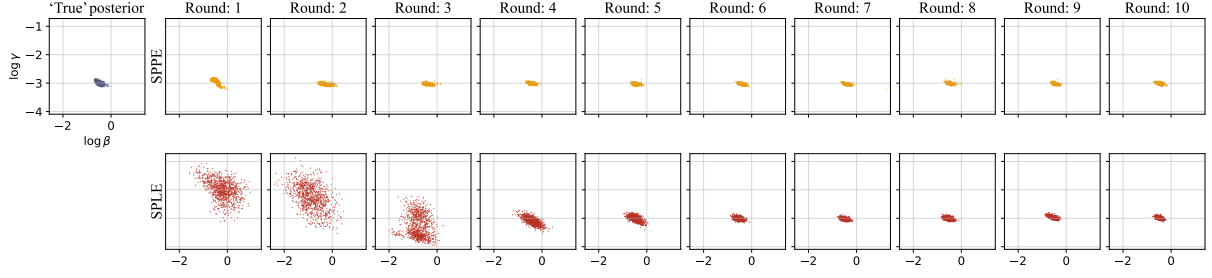 ‘True’ posterior Round: 1 Round: 2 Round: 3 Round: 4 Round: 5 Round: 6 Round: 7 Round: 8 Round: 9 Round: 10
−1
−2
−3
−4
log γ
−2 0
log β
SPPE
SPLE
−2 0 −2 0 −2 0 −2 0 −2 0 −2 0 −2 0 −2 0 −2 0 −2 0